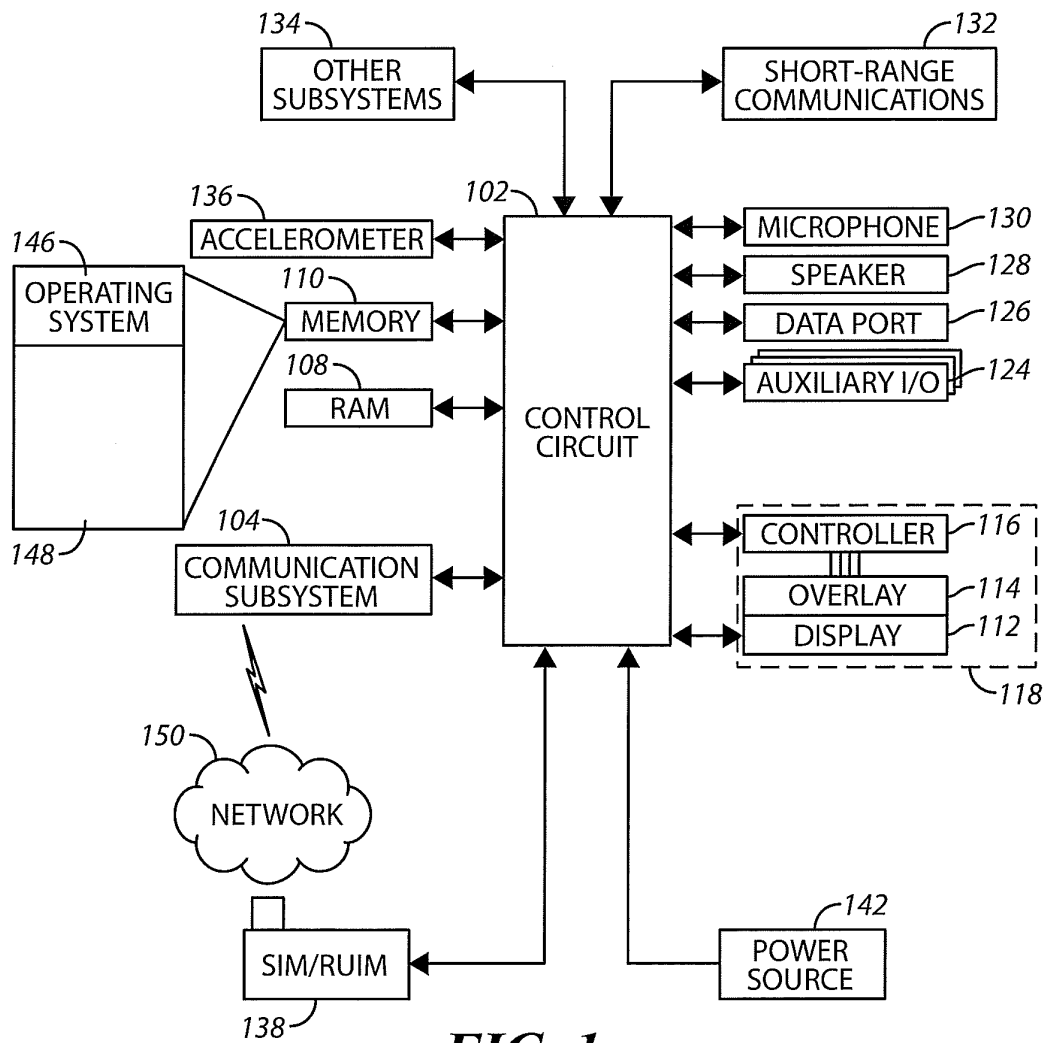 134
OTHER
SUBSYSTEMS
132
SHORT-RANGE
COMMUNICATIONS
136
ACCELEROMETER
102
MICROPHONE
130
146
OPERATING
SYSTEM
110
MEMORY
SPEAKER
128
DATA PORT
126
108
RAM
AUXILIARY I/O
124
CONTROL
CIRCUIT
148
104
COMMUNICATION
SUBSYSTEM
CONTROLLER
116
OVERLAY
114
DISPLAY
112
118
150
NETWORK
SIM/RUIM
138
142
POWER
SOURCE
FIG. 1